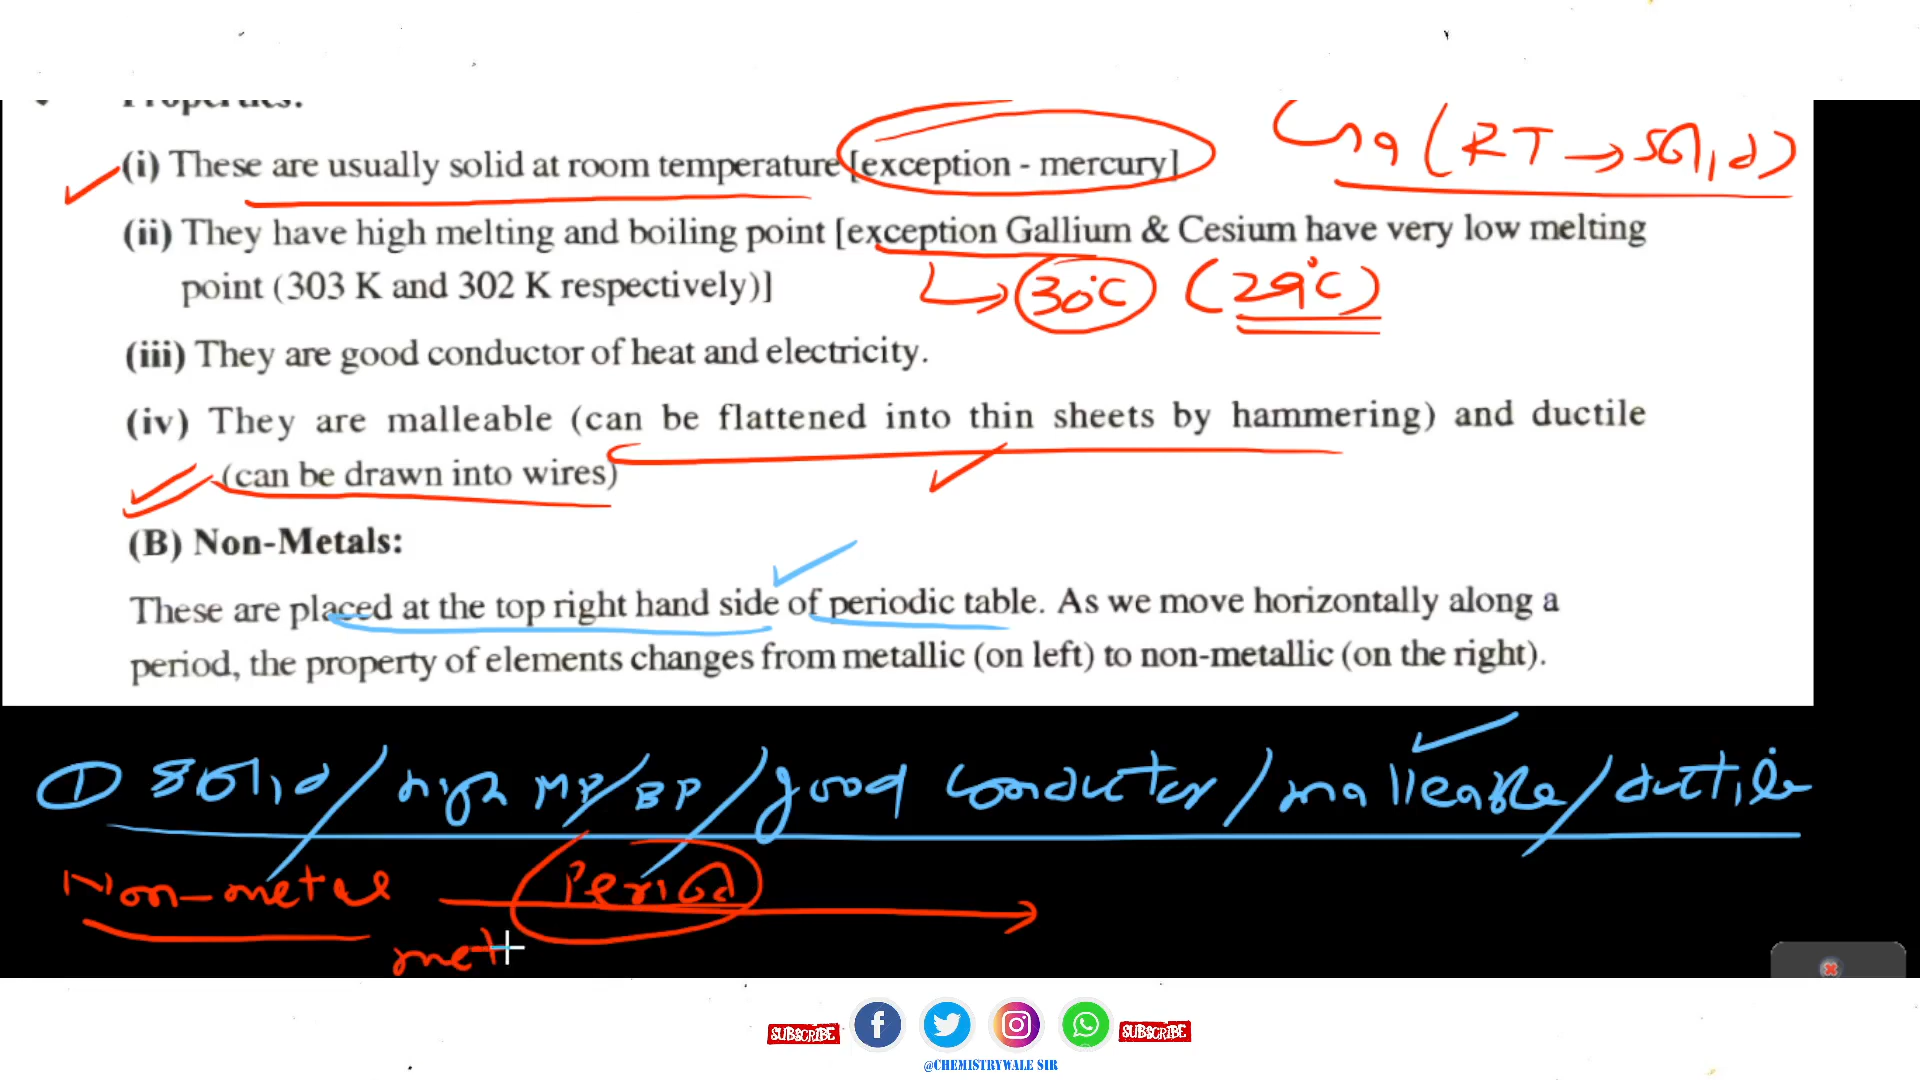 Properties:
(i) These are usually solid at room temperature [exception - mercury]
(RT → solid)
(ii) They have high melting and boiling point [exception Gallium & Cesium have very low melting
point (303 K and 302 K respectively)]
30°C (29°C)
(iii) They are good conductor of heat and electricity.
(iv) They are malleable (can be flattened into thin sheets by hammering) and ductile
(can be drawn into wires)
(B) Non-Metals:
These are placed at the top right hand side of periodic table. As we move horizontally along a
period, the property of elements changes from metallic (on left) to non-metallic (on the right).
① solid / high MP/BP / good conductor / malleable / ductile
Non-metal Period
met
SUBSCRIBE SUBSCRIBE
@CHEMISTRYWALE SIR